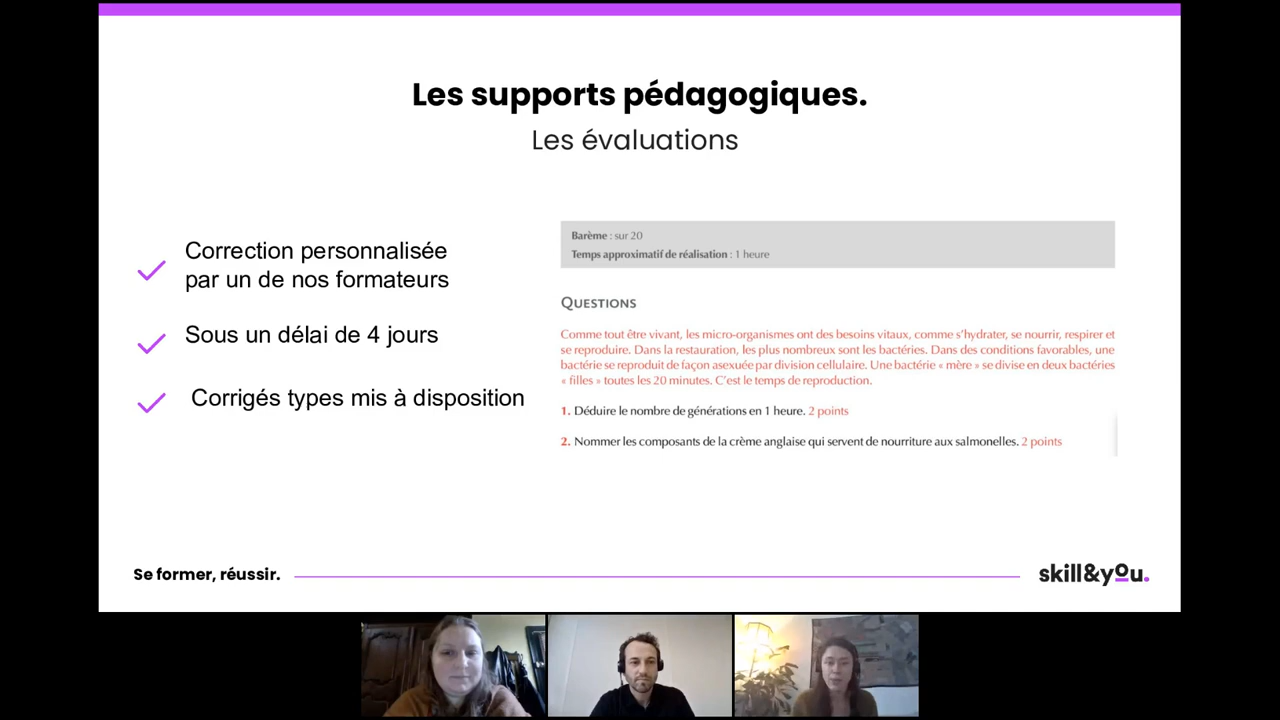 Les supports pédagogiques.
Les évaluations
Correction personnalisée
par un de nos formateurs
Sous un délai de 4 jours
Corrigés types mis à disposition
Barème : sur 20
Temps approximatif de réalisation : 1 heure
QUESTIONS
Comme tout être vivant, les micro-organismes ont des besoins vitaux, comme s'hydrater, se nourrir, respirer et
se reproduire. Dans la restauration, les plus nombreux sont les bactéries. Dans des conditions favorables, une
bactérie se reproduit de façon asexuée par division cellulaire. Une bactérie « mère » se divise en deux bactéries
« filles » toutes les 20 minutes. C'est le temps de reproduction.
1. Déduire le nombre de générations en 1 heure. 2 points
2. Nommer les composants de la crème anglaise qui servent de nourriture aux salmonelles. 2 points
Se former, réussir.
skill&you.